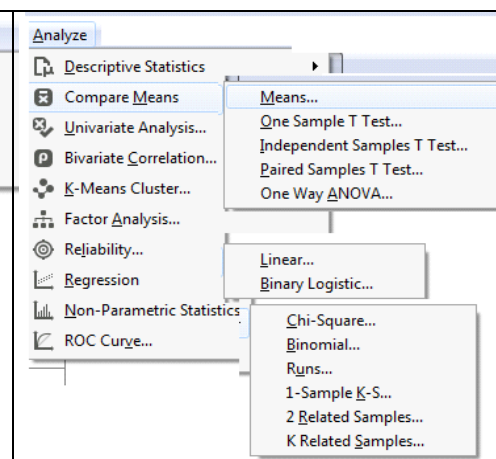 Analyze
Descriptive Statistics
Compare Means
Univariate Analysis...
Bivariate Correlation...
K-Means Cluster...
Factor Analysis...
Reliability...
Regression
Non-Parametric Statistics
ROC Curve...
Means...
One Sample T Test...
Independent Samples T Test...
Paired Samples T Test...
One Way ANOVA...
Linear...
Binary Logistic...
Chi-Square...
Binomial...
Runs...
1-Sample K-S...
2 Related Samples...
K Related Samples...